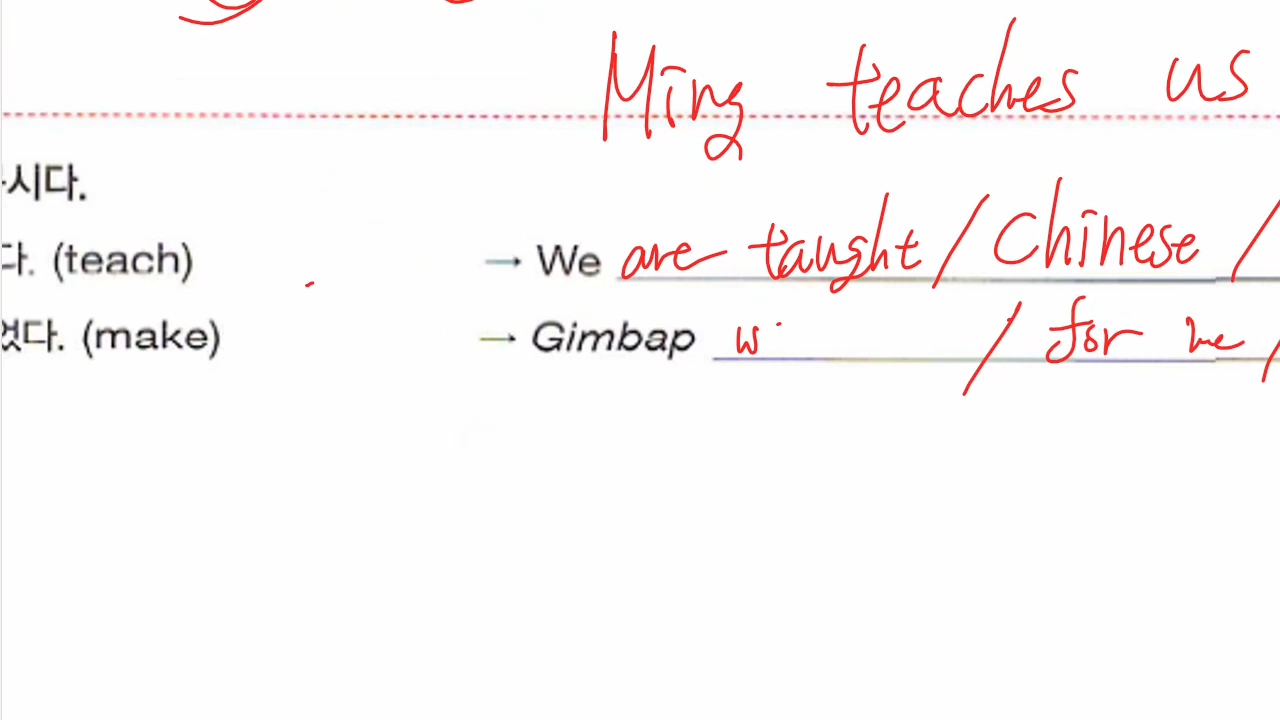 Ming teaches us
시다.
다. (teach) → We are taught / Chinese /
었다. (make) → Gimbap w / for me /